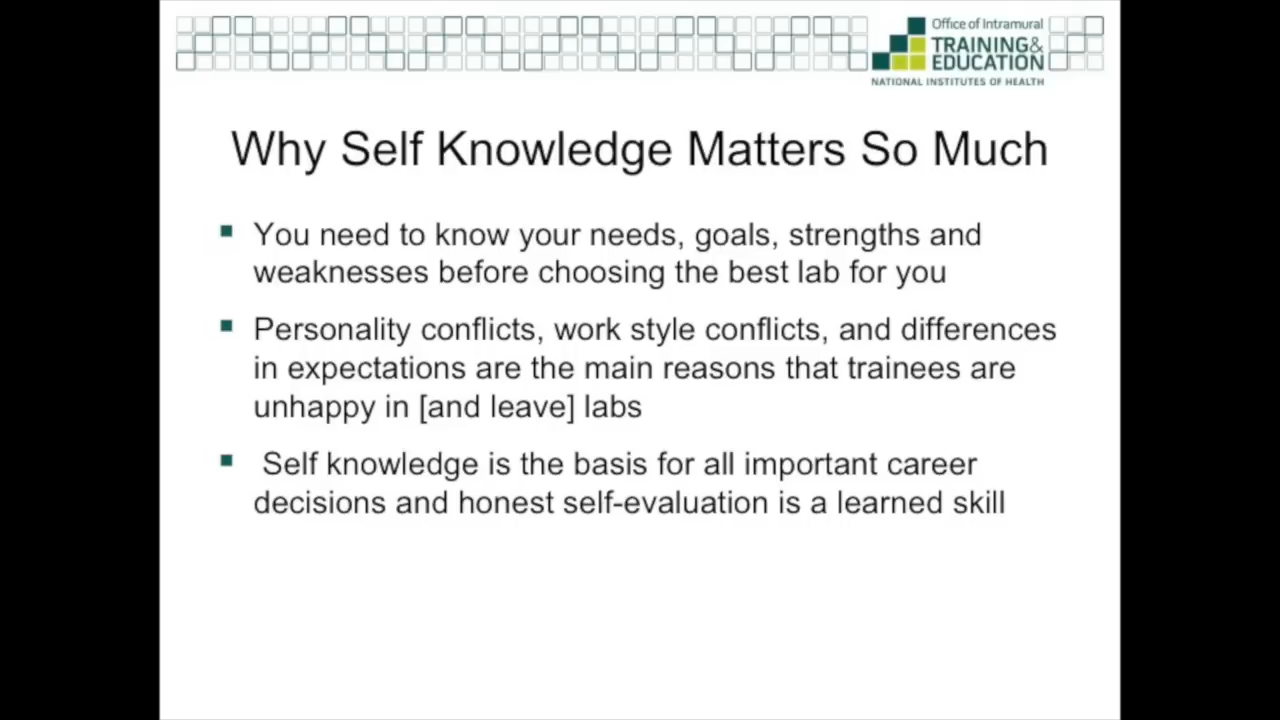 Office of Intramural
TRAINING&
EDUCATION
NATIONAL INSTITUTES OF HEALTH
Why Self Knowledge Matters So Much
You need to know your needs, goals, strengths and
weaknesses before choosing the best lab for you
Personality conflicts, work style conflicts, and differences
in expectations are the main reasons that trainees are
unhappy in [and leave] labs
Self knowledge is the basis for all important career
decisions and honest self-evaluation is a learned skill